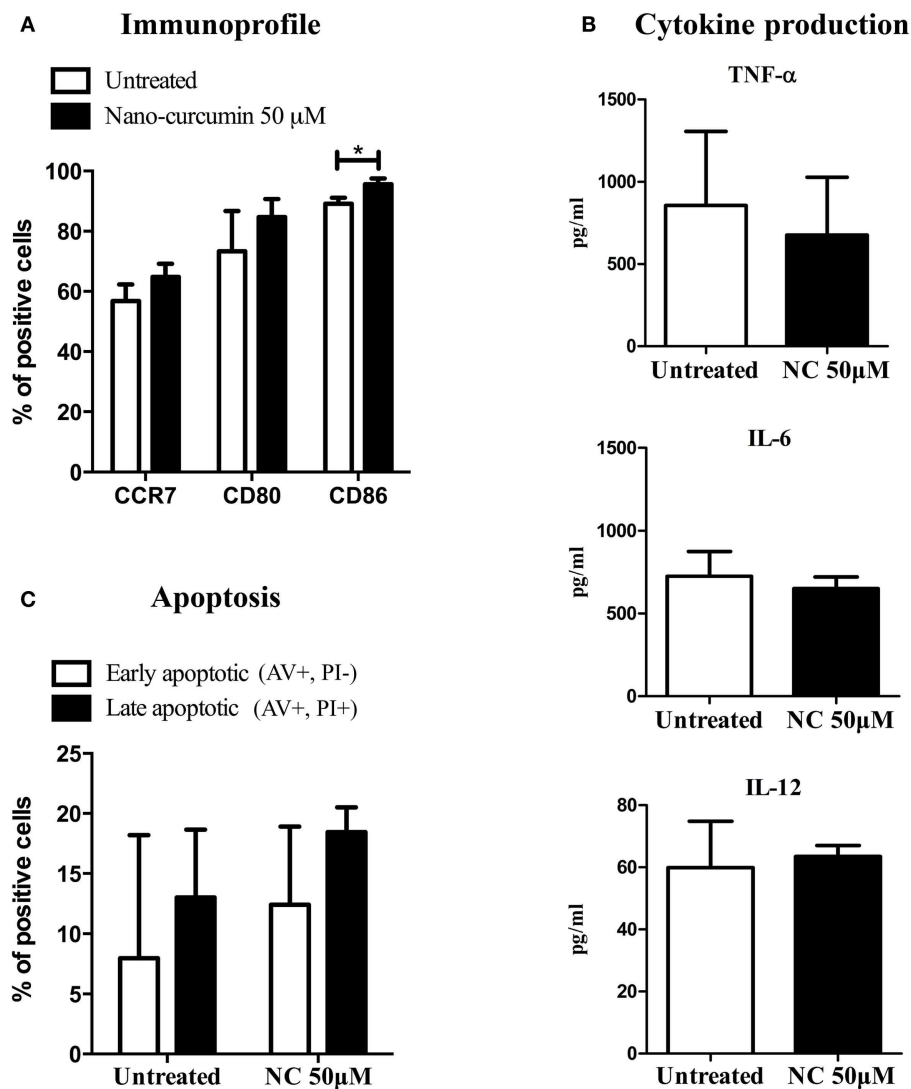 A Immunoprofile
Untreated
Nano-curcumin 50 μM
*
% of positive cells
100
80
60
40
20
0
CCR7 CD80 CD86
B Cytokine production
TNF-α
pg/ml
1500
1000
500
0
Untreated NC 50μM
IL-6
pg/ml
1500
1000
500
0
Untreated NC 50μM
IL-12
pg/ml
80
60
40
20
0
Untreated NC 50μM
C Apoptosis
Early apoptotic (AV+, PI-)
Late apoptotic (AV+, PI+)
% of positive cells
25
20
15
10
5
0
Untreated NC 50μM